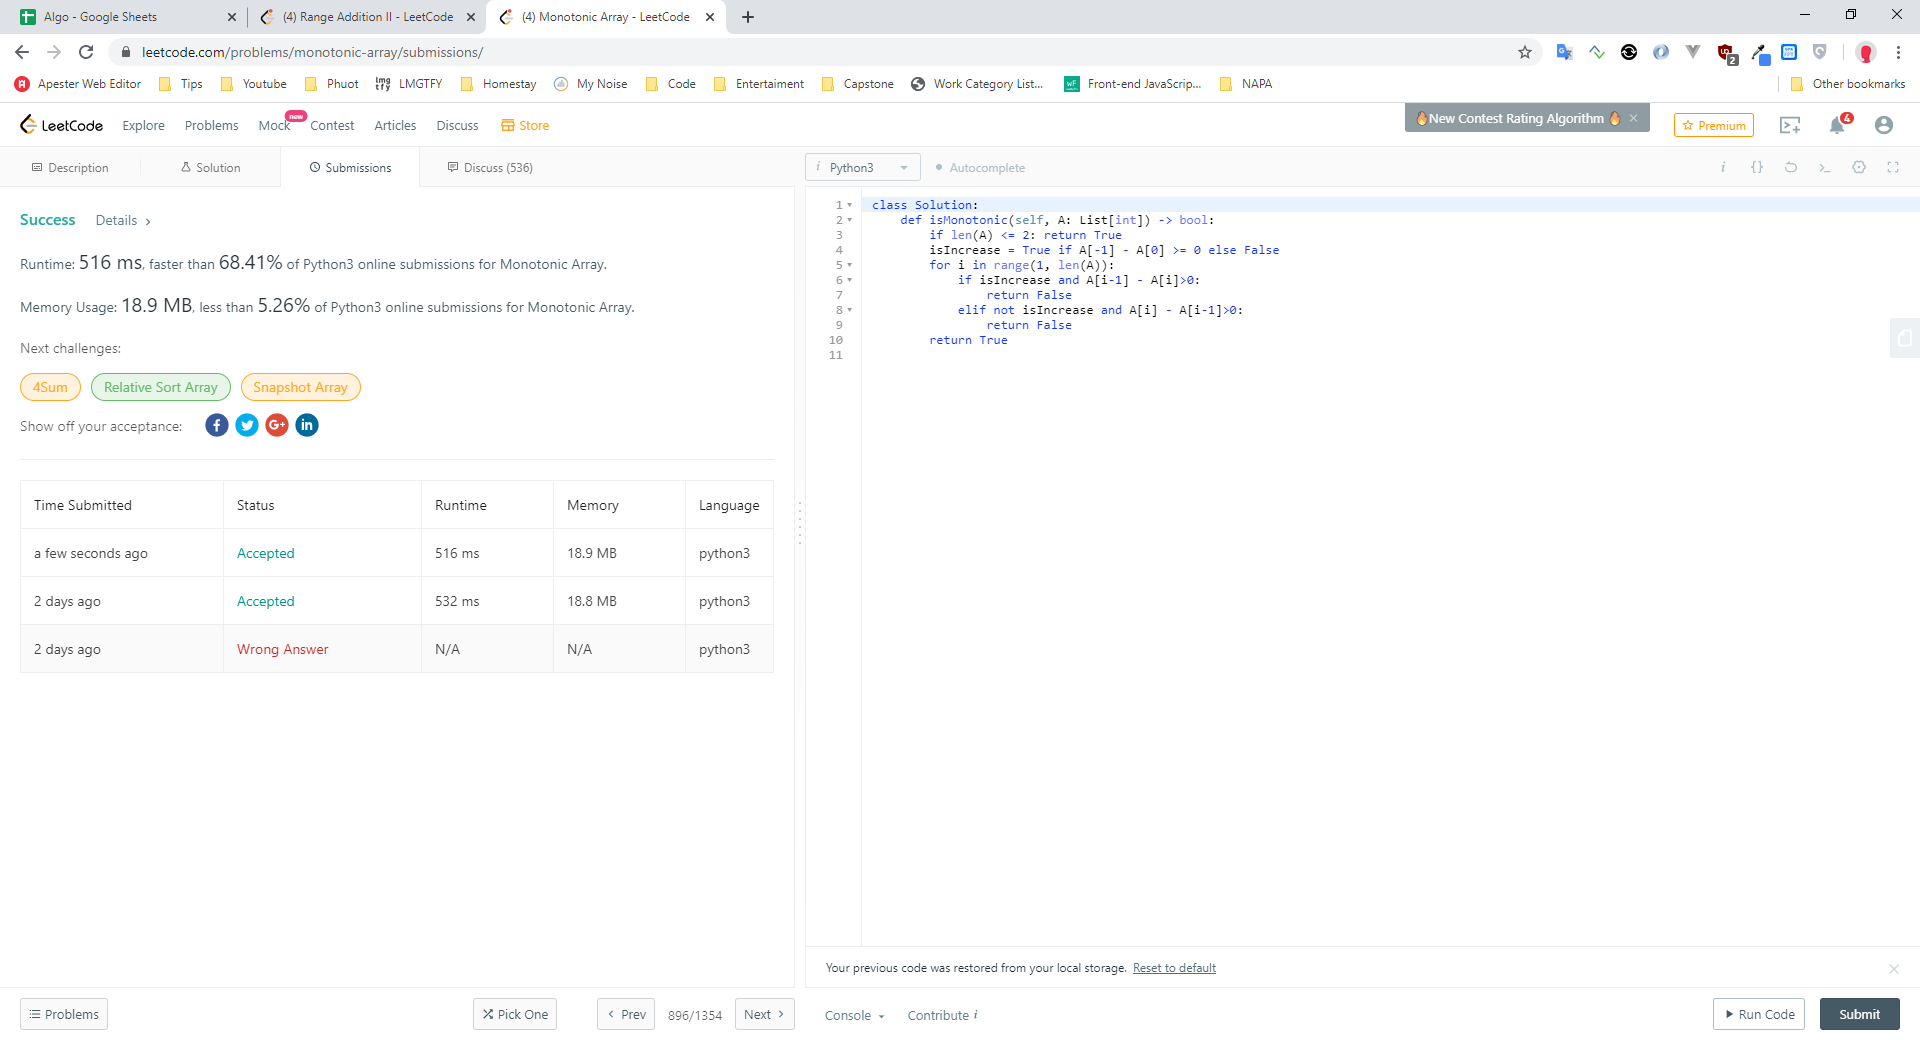 Algo - Google Sheets
(4) Range Addition II - LeetCode
(4) Monotonic Array - LeetCode
leetcode.com/problems/monotonic-array/submissions/
2
Apester Web Editor
Tips
Youtube
Phuot
LMGTFY
Homestay
My Noise
Code
Entertaiment
Capstone
Work Category List...
Front-end JavaScrip...
NAPA
Other bookmarks
LeetCode
Explore
Problems
Mock
new
Contest
Articles
Discuss
Store
🔥New Contest Rating Algorithm 🔥 ×
Premium
4
Description
Solution
Submissions
Discuss (536)
i Python3
Autocomplete
Success
Details >
Runtime: 516 ms, faster than 68.41% of Python3 online submissions for Monotonic Array.
Memory Usage: 18.9 MB, less than 5.26% of Python3 online submissions for Monotonic Array.
Next challenges:
4Sum
Relative Sort Array
Snapshot Array
Show off your acceptance:
Time Submitted Status Runtime Memory Language
a few seconds ago Accepted 516 ms 18.9 MB python3
2 days ago Accepted 532 ms 18.8 MB python3
2 days ago Wrong Answer N/A N/A python3
1 class Solution:
2 def isMonotonic(self, A: List[int]) -> bool:
3 if len(A) <= 2: return True
4 isIncrease = True if A[-1] - A[0] >= 0 else False
5 for i in range(1, len(A)):
6 if isIncrease and A[i-1] - A[i]>0:
7 return False
8 elif not isIncrease and A[i] - A[i-1]>0:
9 return False
10 return True
11
Your previous code was restored from your local storage. Reset to default
Problems
Pick One
< Prev
896/1354
Next >
Console
Contribute i
Run Code
Submit